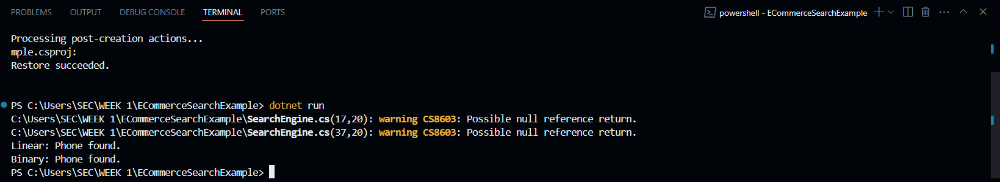 PROBLEMS OUTPUT DEBUG CONSOLE TERMINAL PORTS powershell - ECommerceSearchExample
Processing post-creation actions...
mple.csproj:
Restore succeeded.
PS C:\Users\SEC\WEEK 1\ECommerceSearchExample> dotnet run
C:\Users\SEC\WEEK 1\ECommerceSearchExample\SearchEngine.cs(17,20): warning CS8603: Possible null reference return.
C:\Users\SEC\WEEK 1\ECommerceSearchExample\SearchEngine.cs(37,20): warning CS8603: Possible null reference return.
Linear: Phone found.
Binary: Phone found.
PS C:\Users\SEC\WEEK 1\ECommerceSearchExample>